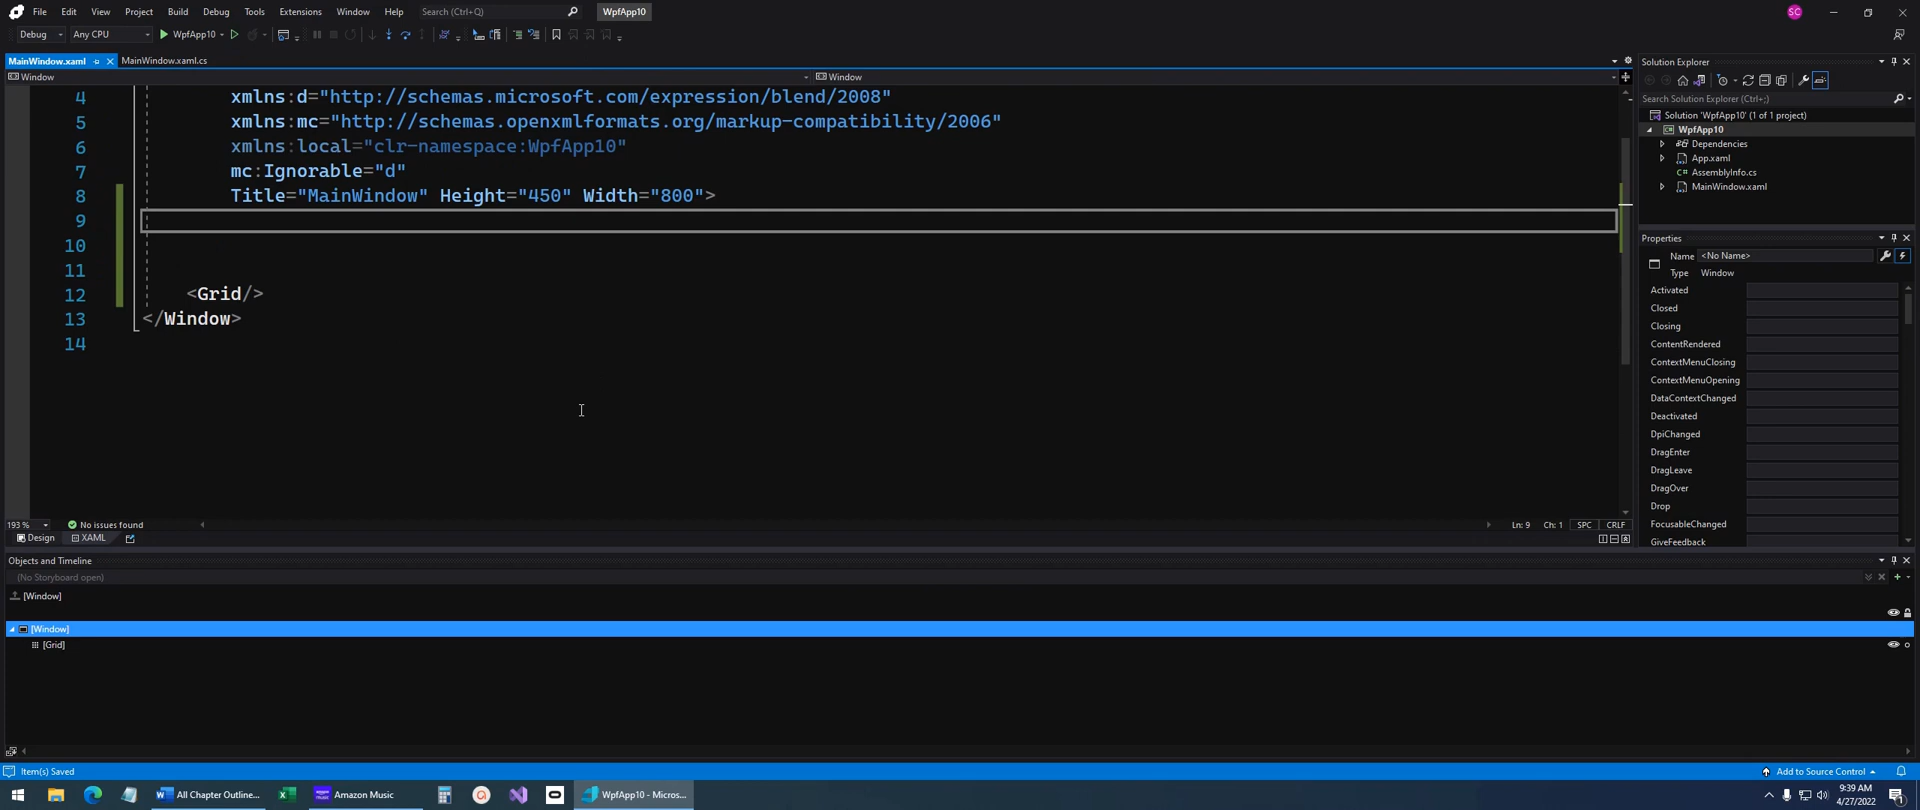 File Edit View Project Build Debug Tools Extensions Window Help Search (Ctrl+Q) WpfApp10 SC
Debug Any CPU WpfApp10
MainWindow.xaml MainWindow.xaml.cs
Window Window
4 xmlns:d="http://schemas.microsoft.com/expression/blend/2008"
5 xmlns:mc="http://schemas.openxmlformats.org/markup-compatibility/2006"
6 xmlns:local="clr-namespace:WpfApp10"
7 mc:Ignorable="d"
8 Title="MainWindow" Height="450" Width="800">
9
10
11
12 <Grid/>
13 </Window>
14
193 % No issues found Ln: 9 Ch: 1 SPC CRLF
Design XAML
Solution Explorer
Search Solution Explorer (Ctrl+;)
Solution 'WpfApp10' (1 of 1 project)
WpfApp10
Dependencies
App.xaml
AssemblyInfo.cs
MainWindow.xaml
Properties
Name <No Name>
Type Window
Activated
Closed
Closing
ContentRendered
ContextMenuClosing
ContextMenuOpening
DataContextChanged
Deactivated
DpiChanged
DragEnter
DragLeave
DragOver
Drop
FocusableChanged
GiveFeedback
Objects and Timeline
(No Storyboard open)
[Window]
[Window]
[Grid]
Item(s) Saved Add to Source Control
All Chapter Outline... Amazon Music WpfApp10 - Micros... 9:39 AM
4/27/2022